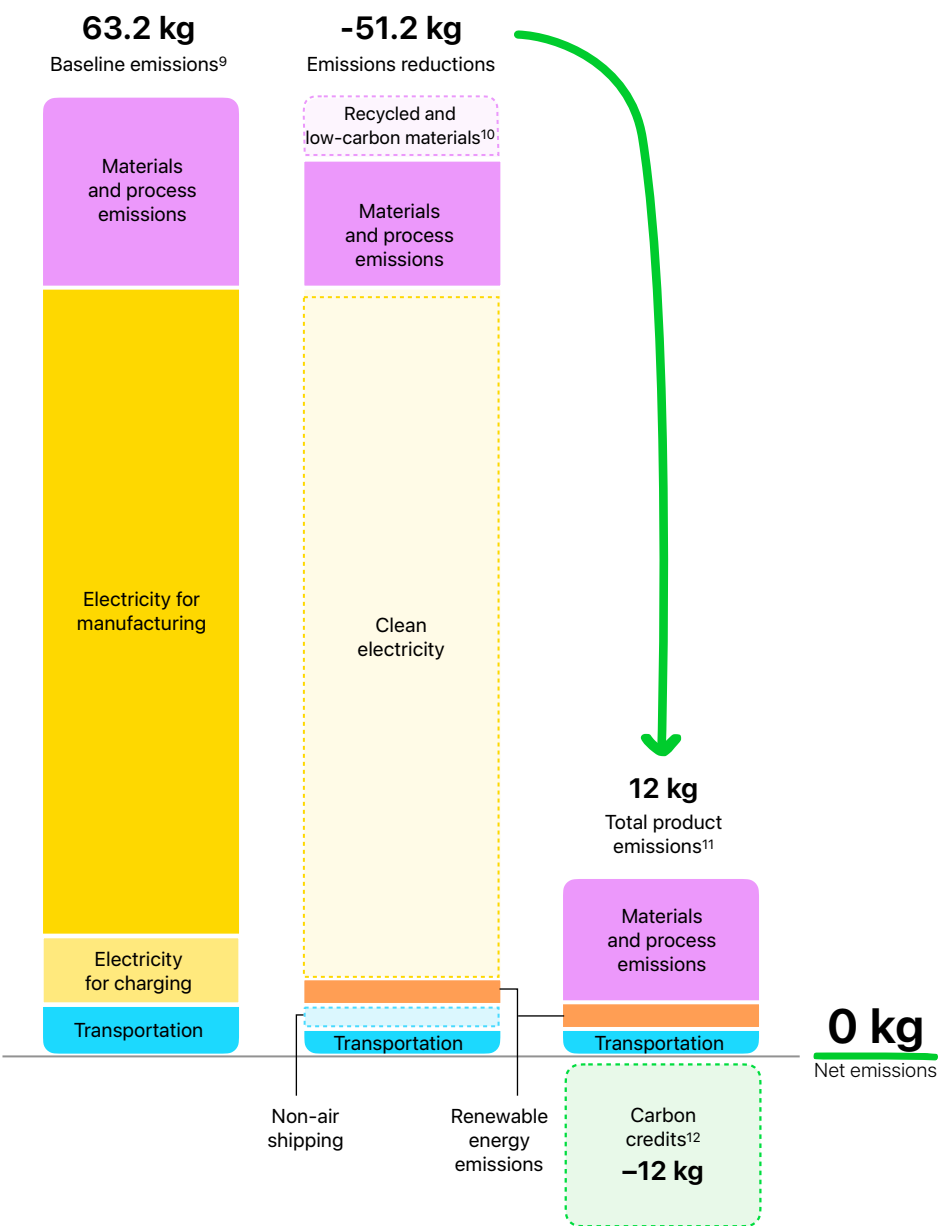 63.2 kg
Baseline emissions⁹
Materials
and process
emissions
Electricity for
manufacturing
Electricity
for charging
Transportation
-51.2 kg
Emissions reductions
Recycled and
low-carbon materials¹⁰
Materials
and process
emissions
Clean
electricity
Transportation
Non-air
shipping
Renewable
energy
emissions
12 kg
Total product
emissions¹¹
Materials
and process
emissions
Transportation
Carbon
credits¹²
–12 kg
0 kg
Net emissions